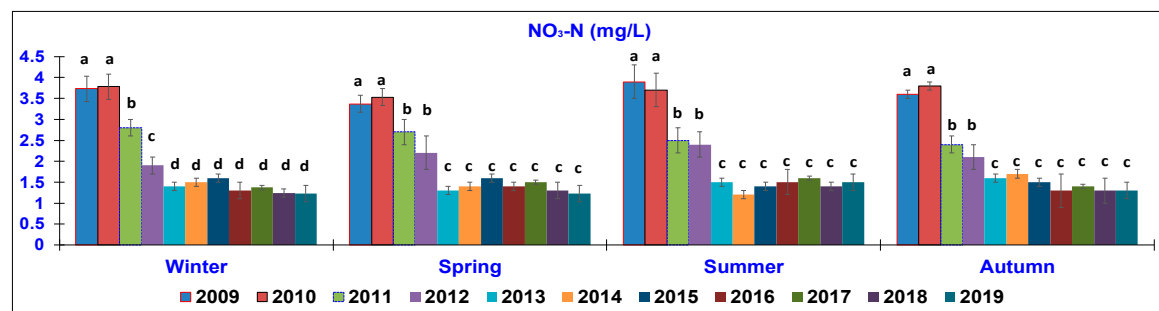 NO₃-N (mg/L)
4.5
4
3.5
3
2.5
2
1.5
1
0.5
0
a a b c d d d d d d d
a a b b c c c c c c c
a a b b c c c c c c c
a a b b c c c c c c c
Winter Spring Summer Autumn
2009 2010 2011 2012 2013 2014 2015 2016 2017 2018 2019